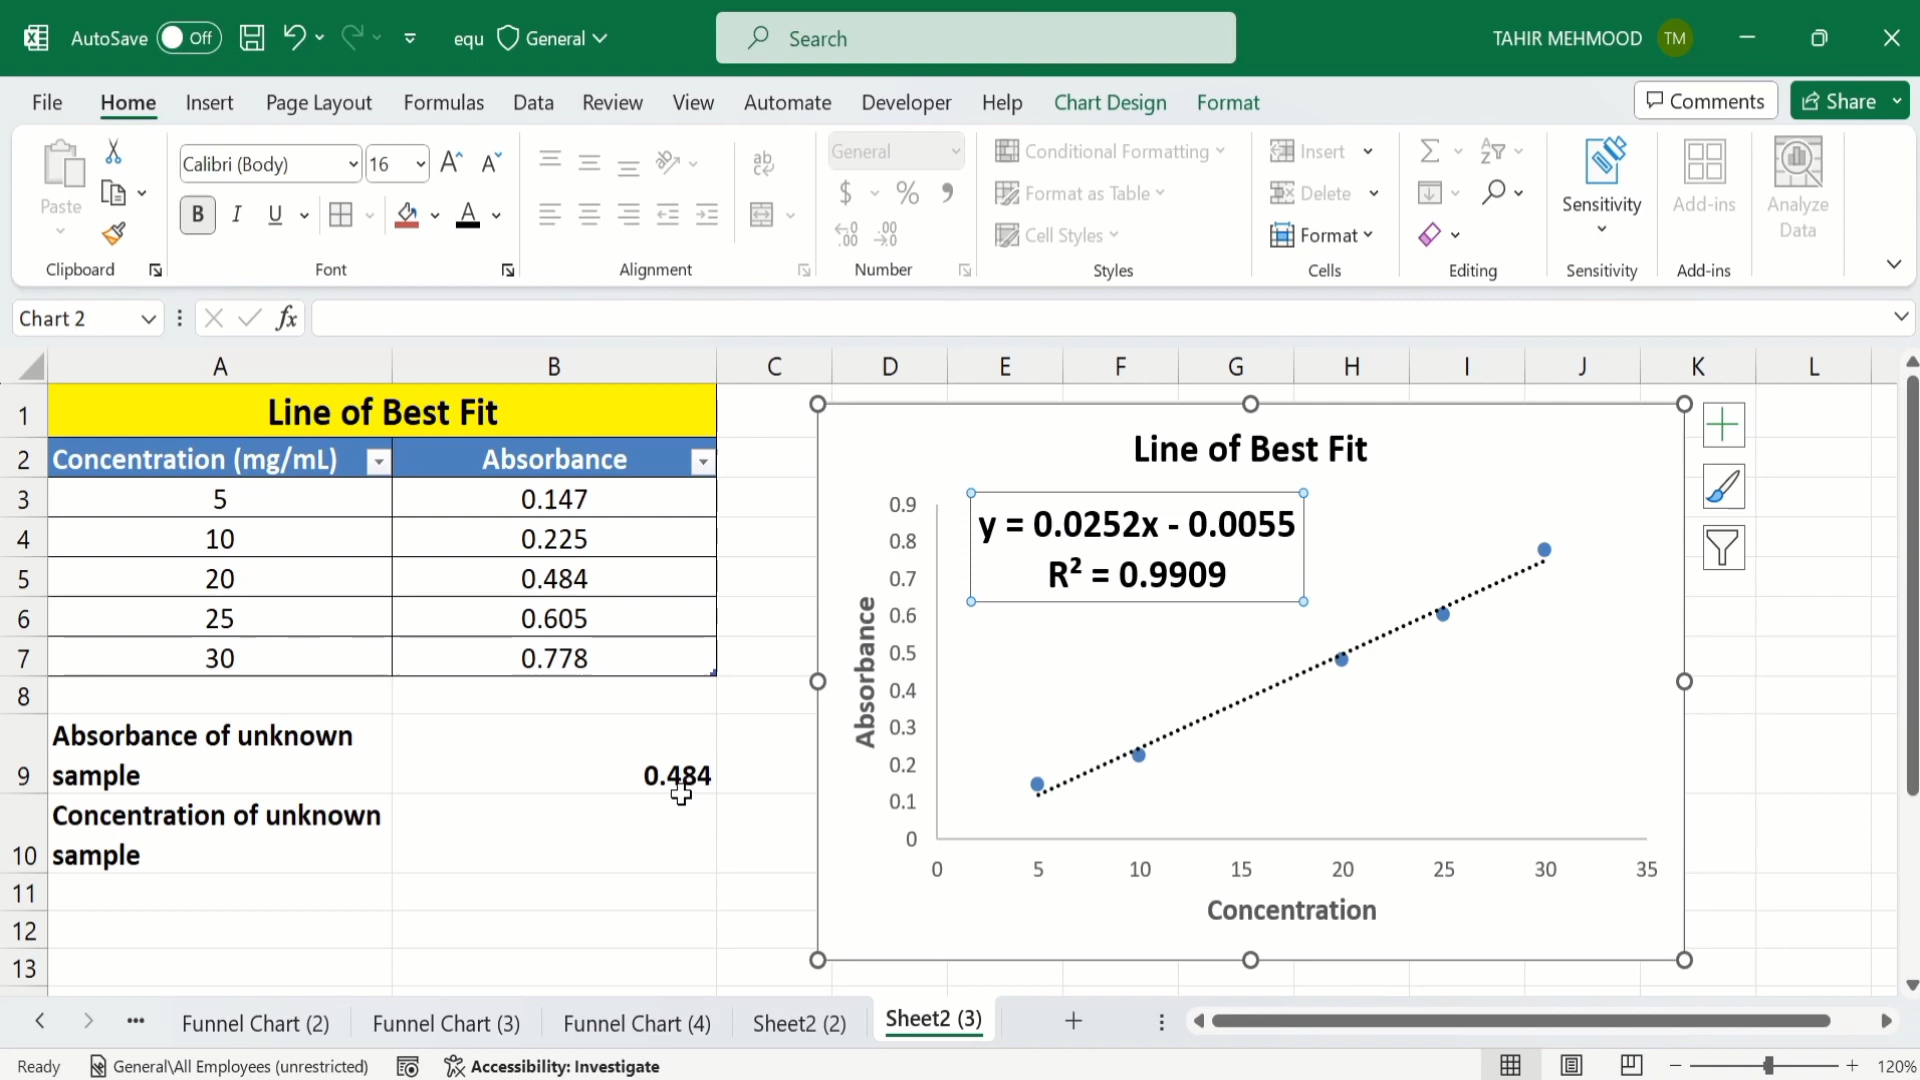 AutoSave Off equ General Search TAHIR MEHMOOD TM
File Home Insert Page Layout Formulas Data Review View Automate Developer Help Chart Design Format Comments Share
Paste
Calibri (Body) 16
B I U A
ab
General
$ % ,
Conditional Formatting
Format as Table
Cell Styles
Insert
Delete
Format
Sensitivity
Add-ins
Analyze
Data
Clipboard Font Alignment Number Styles Cells Editing Sensitivity Add-ins
Chart 2 fx
A B C D E F G H I J K L
1 Line of Best Fit
2 Concentration (mg/mL) Absorbance
3 5 0.147
4 10 0.225
5 20 0.484
6 25 0.605
7 30 0.778
8
Absorbance of unknown
9 sample 0.484
Concentration of unknown
10 sample
11
12
13
Line of Best Fit
y = 0.0252x - 0.0055
R² = 0.9909
Absorbance
0.9
0.8
0.7
0.6
0.5
0.4
0.3
0.2
0.1
0
0 5 10 15 20 25 30 35
Concentration
Funnel Chart (2) Funnel Chart (3) Funnel Chart (4) Sheet2 (2) Sheet2 (3)
Ready General\All Employees (unrestricted) Accessibility: Investigate 120%